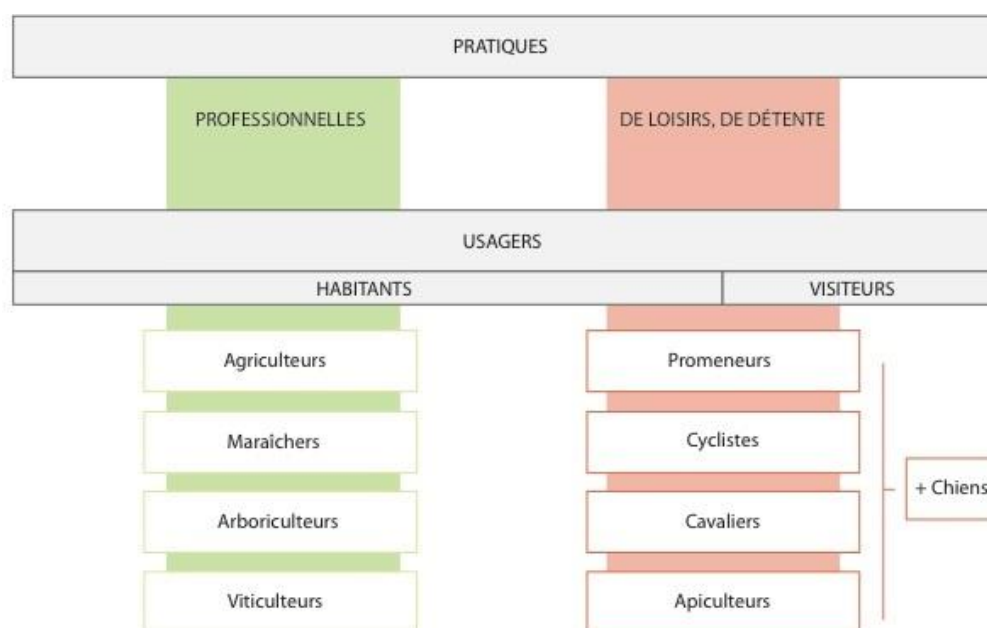 PRATIQUES
PROFESSIONNELLES
DE LOISIRS, DE DÉTENTE
USAGERS
HABITANTS
VISITEURS
Agriculteurs
Promeneurs
Maraîchers
Cyclistes
+ Chiens
Arboriculteurs
Cavaliers
Viticulteurs
Apiculteurs